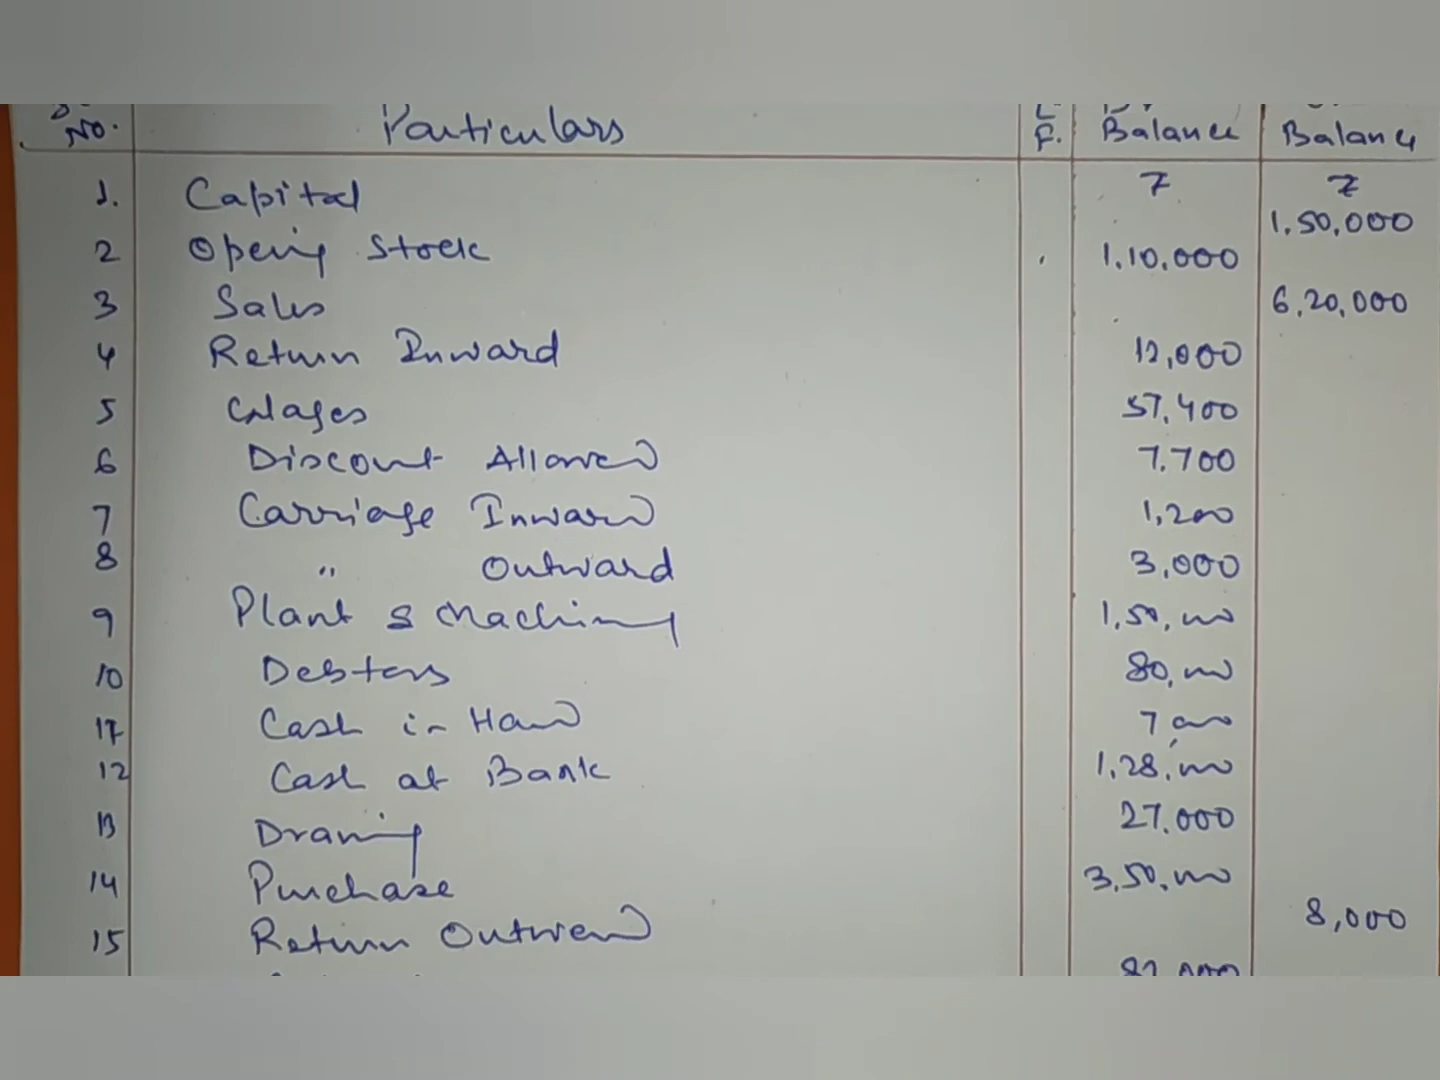 No. Particulars F. Balance Balance
1. Capital ₹ ₹ 1,50,000
2 Opening Stock 1,10,000
3 Sales 6,20,000
4 Return Inward 12,000
5 Wages 57,400
6 Discount Allowed 7,700
7 Carriage Inward 1,200
8 " Outward 3,000
9 Plant & Machinery 1,50,000
10 Debtors 80,000
11 Cash in Hand 7,000
12 Cash at Bank 1,28,000
13 Drawing 27,000
14 Purchase 3,50,000
15 Return Outward 8,000